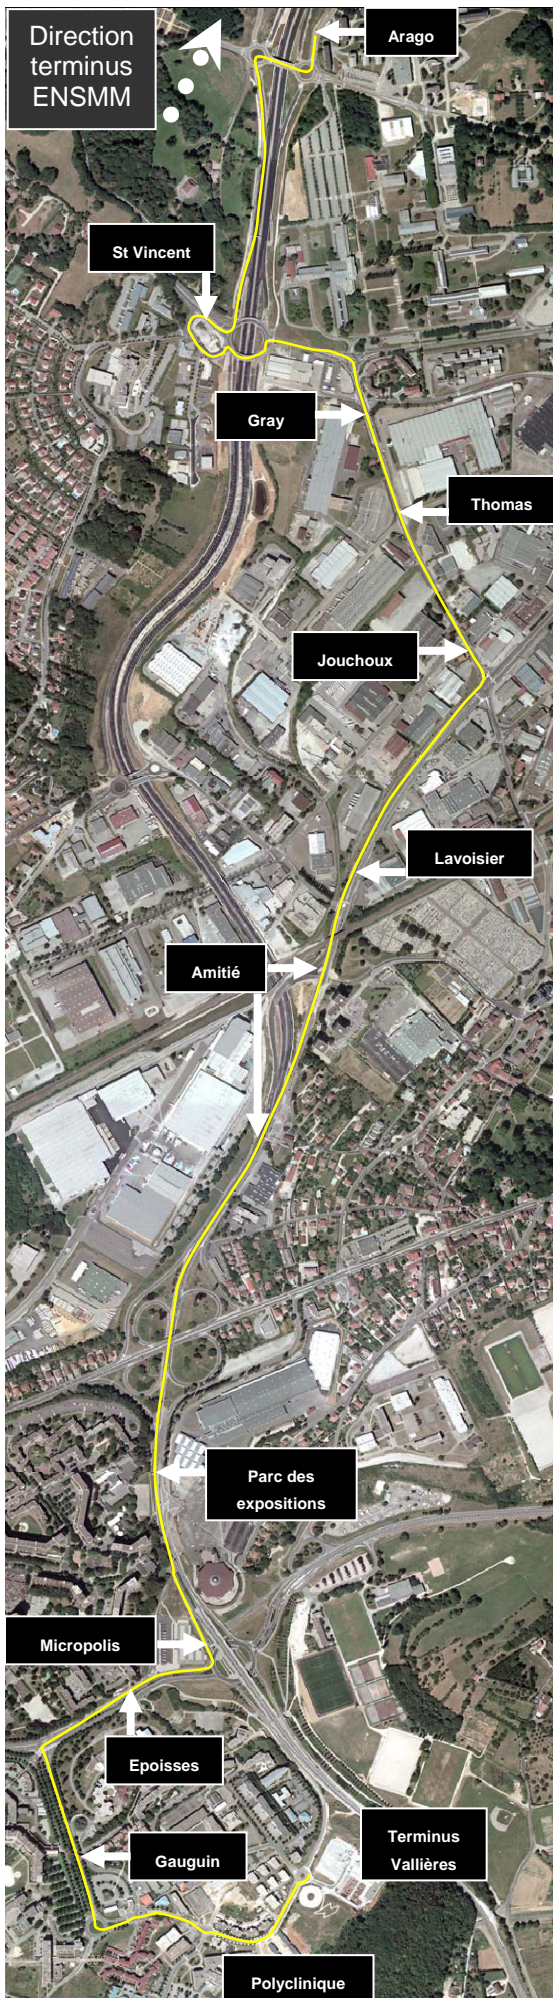 Direction
terminus
ENSMM
Arago
St Vincent
Gray
Thomas
Jouchoux
Lavoisier
Amitié
Parc des
expositions
Micropolis
Epoisses
Terminus
Vallières
Gauguin
Polyclinique